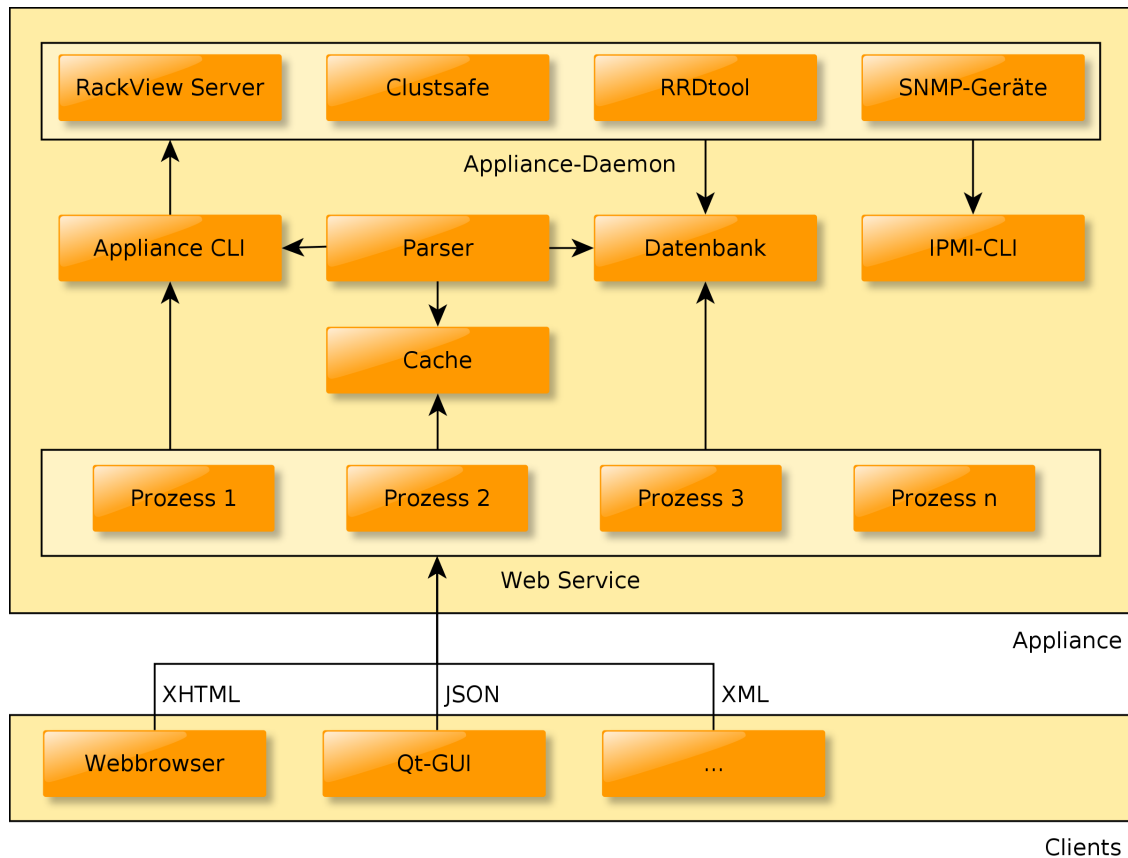 RackView Server
Clustsafe
RRDtool
SNMP-Geräte
Appliance-Daemon
Appliance CLI
Parser
Datenbank
IPMI-CLI
Cache
Prozess 1
Prozess 2
Prozess 3
Prozess n
Web Service
Appliance
XHTML
JSON
XML
Webbrowser
Qt-GUI
...
Clients